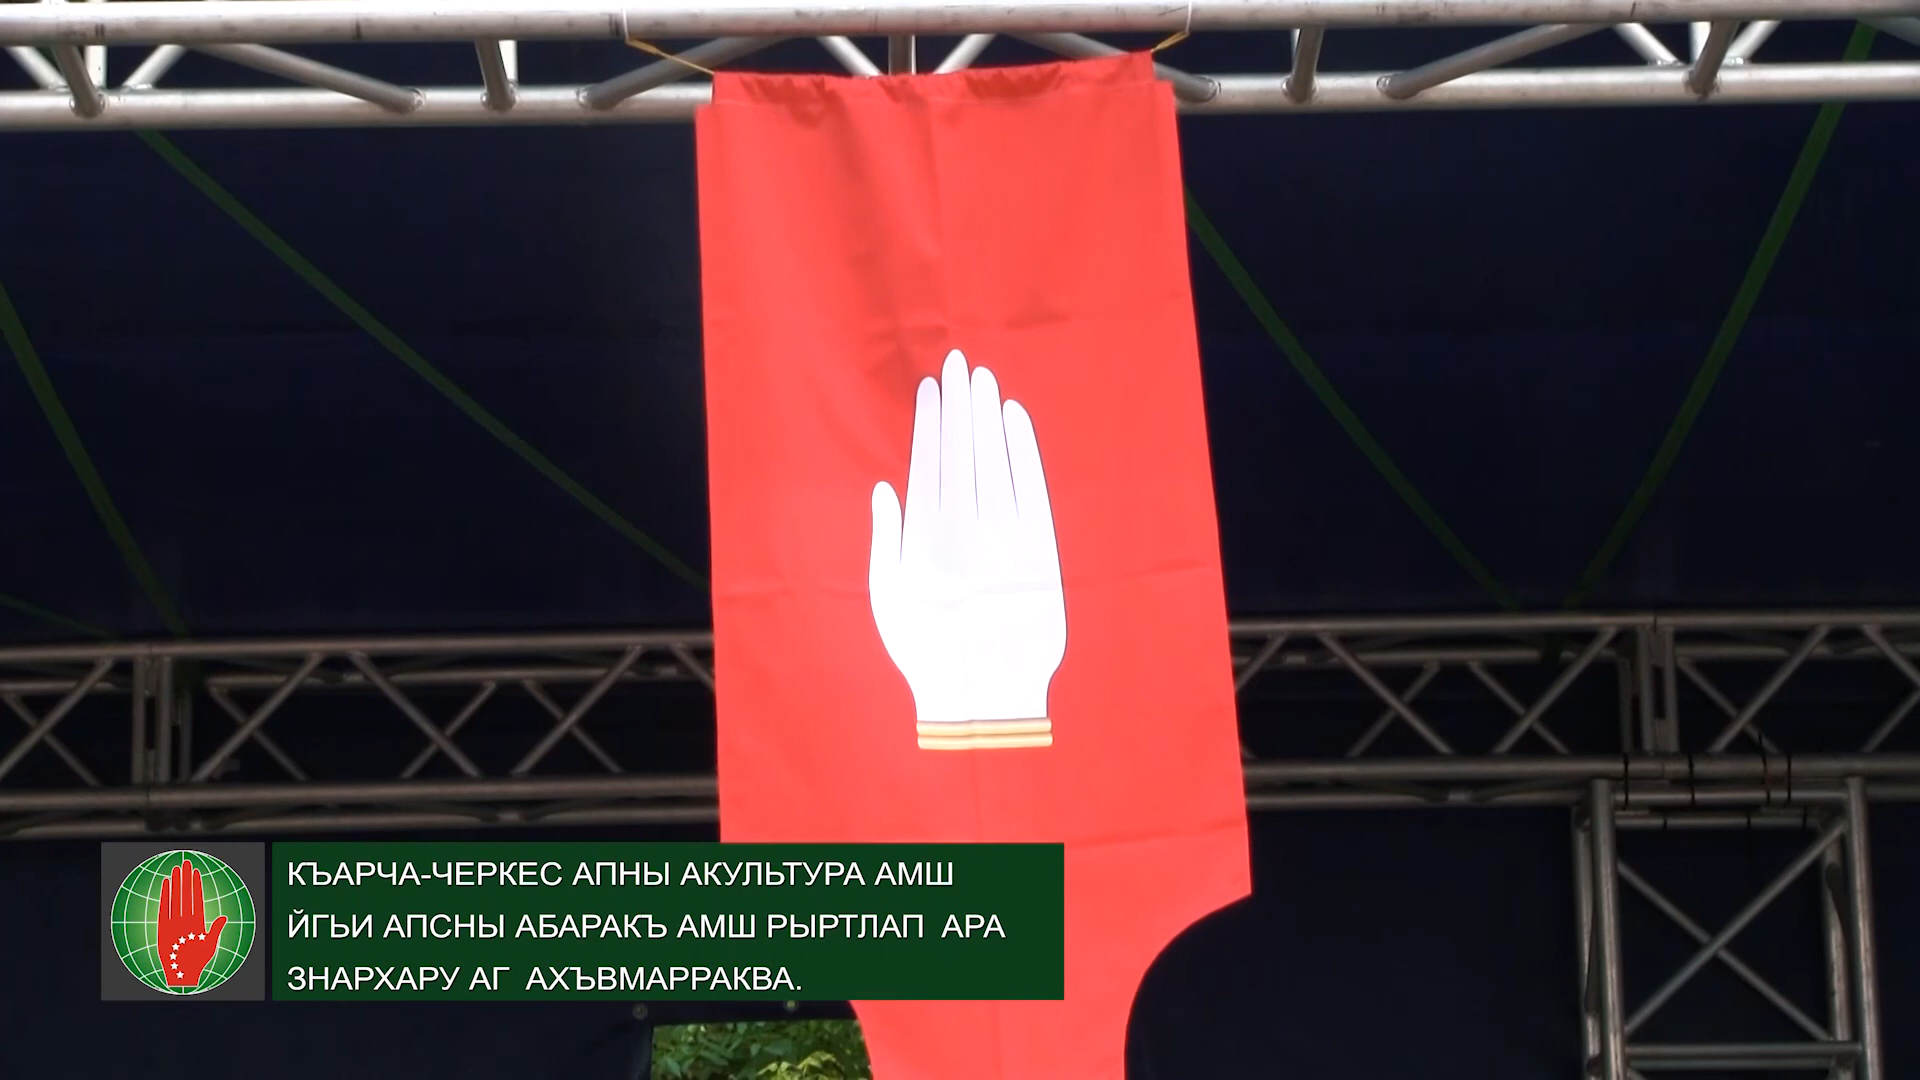 КЪАРЧА-ЧЕРКЕС АПНЫ АКУЛЬТУРА АМШ
ЙГЬИ АПСНЫ АБАРАКЪ АМШ РЫРТЛАП АРА
ЗНАРХАРУ АГ АХЪВМАРРАКВА.